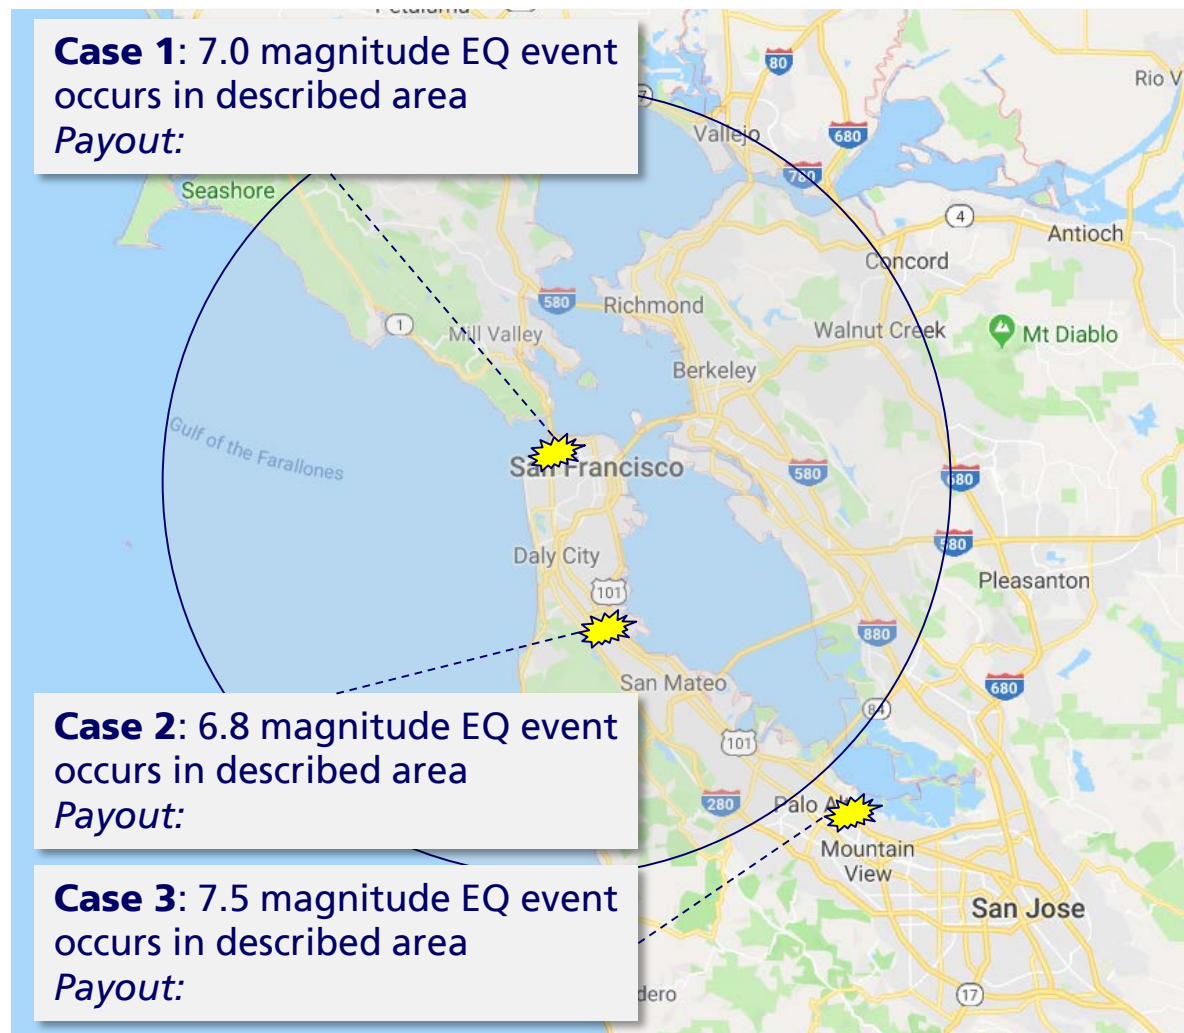 Case 1: 7.0 magnitude EQ event
occurs in described area
Payout:
80
Rio V
7
Vallejo
680
780
Seashore
4
Antioch
Concord
580
Richmond
1
Mill Valley
Walnut Creek
Mt Diablo
Berkeley
Gulf of the Farallones
San Francisco
580
680
580
Daly City
101
Pleasanton
880
San Mateo
680
84
101
Case 2: 6.8 magnitude EQ event
occurs in described area
Payout:
280
Palo
Mountain
View
Case 3: 7.5 magnitude EQ event
occurs in described area
Payout:
San Jose
dero
17